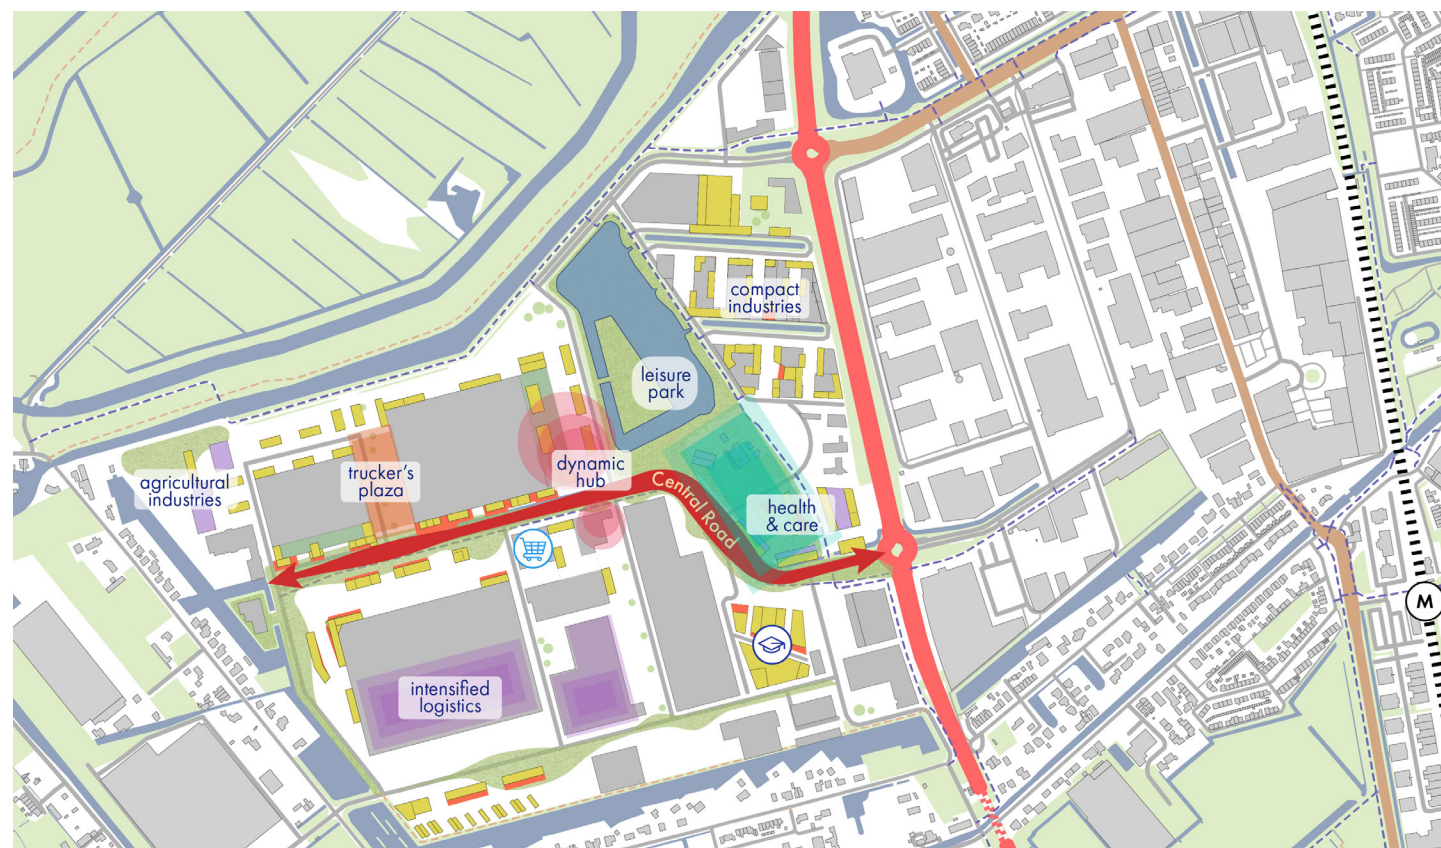 compact
industries
leisure
park
dynamic
hub
trucker's
plaza
agricultural
industries
Central Road
health
& care
M
intensified
logistics